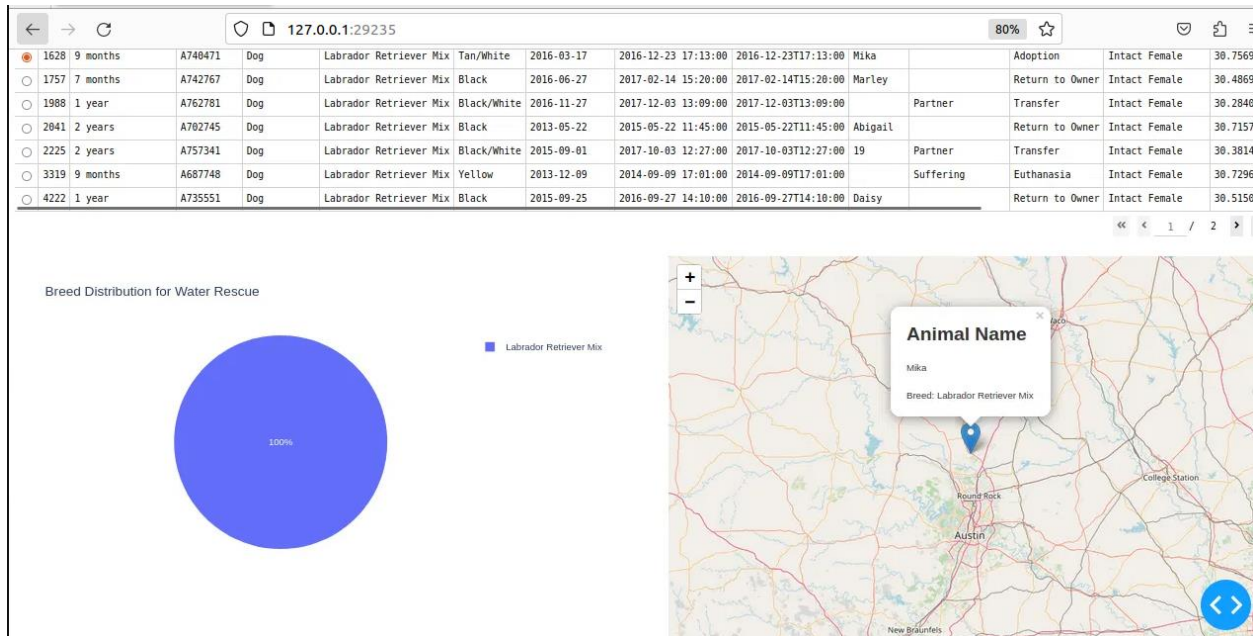 127.0.0.1:29235 80%
1628 9 months A740471 Dog Labrador Retriever Mix Tan/White 2016-03-17 2016-12-23 17:13:00 2016-12-23T17:13:00 Mika Adoption Intact Female 30.7569
1757 7 months A742767 Dog Labrador Retriever Mix Black 2016-06-27 2017-02-14 15:20:00 2017-02-14T15:20:00 Marley Return to Owner Intact Female 30.4869
1988 1 year A762781 Dog Labrador Retriever Mix Black/White 2016-11-27 2017-12-03 13:09:00 2017-12-03T13:09:00 Partner Transfer Intact Female 30.2840
2041 2 years A702745 Dog Labrador Retriever Mix Black 2013-05-22 2015-05-22 11:45:00 2015-05-22T11:45:00 Abigail Return to Owner Intact Female 30.7157
2225 2 years A757341 Dog Labrador Retriever Mix Black/White 2015-09-01 2017-10-03 12:27:00 2017-10-03T12:27:00 19 Partner Transfer Intact Female 30.3814
3319 9 months A687748 Dog Labrador Retriever Mix Yellow 2013-12-09 2014-09-09 17:01:00 2014-09-09T17:01:00 Suffering Euthanasia Intact Female 30.7296
4222 1 year A735551 Dog Labrador Retriever Mix Black 2015-09-25 2016-09-27 14:10:00 2016-09-27T14:10:00 Daisy Return to Owner Intact Female 30.5150
« ‹ 1 / 2 ›
Breed Distribution for Water Rescue
Labrador Retriever Mix
100%
+
−
Animal Name
×
Mika
Breed: Labrador Retriever Mix
College Station
Round Rock
Austin
New Braunfels